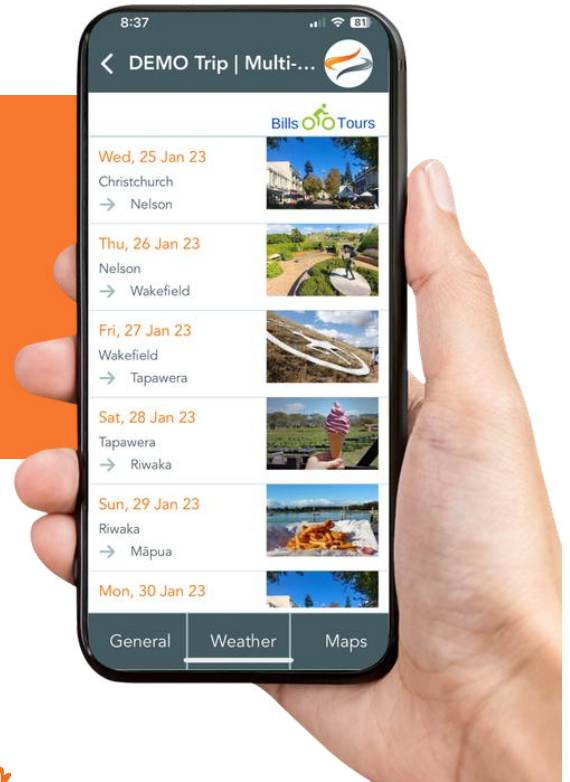 8:37
81
DEMO Trip | Multi-...
Bills Tours
Wed, 25 Jan 23
Christchurch
→ Nelson
Thu, 26 Jan 23
Nelson
→ Wakefield
Fri, 27 Jan 23
Wakefield
→ Tapawera
Sat, 28 Jan 23
Tapawera
→ Riwaka
Sun, 29 Jan 23
Riwaka
→ Māpua
Mon, 30 Jan 23
General Weather Maps